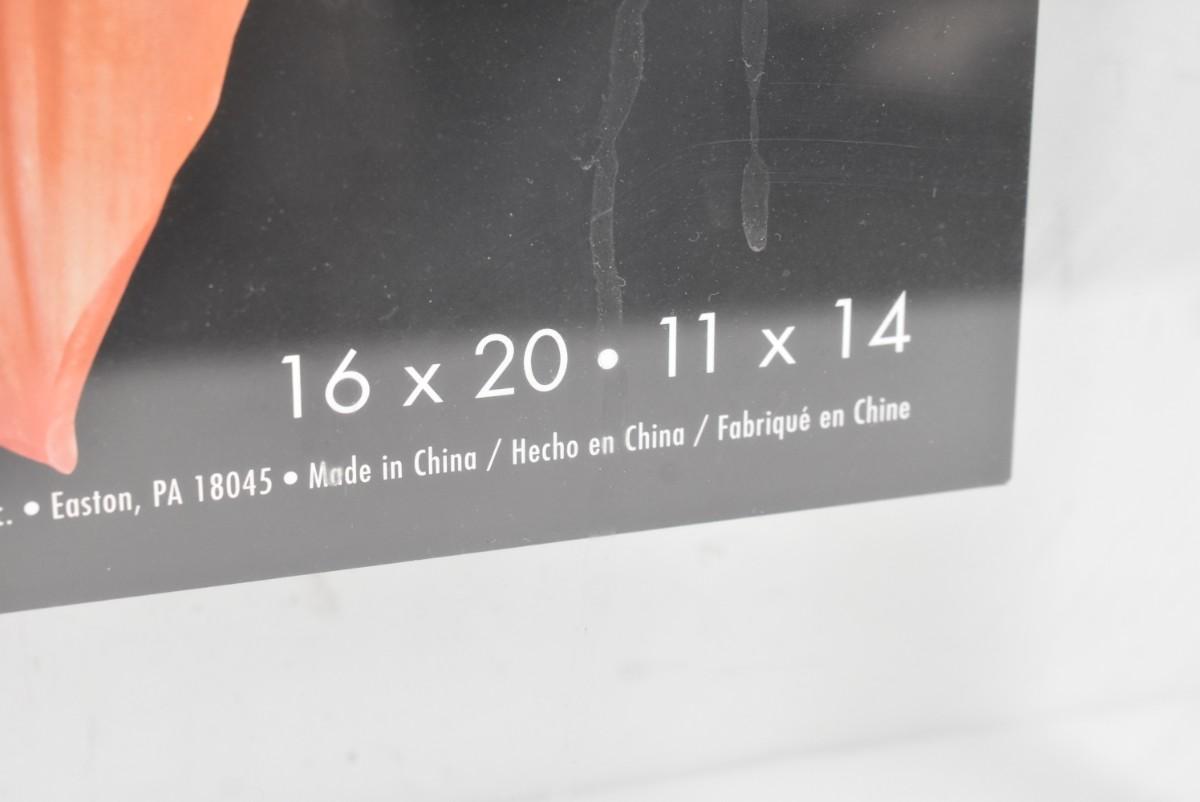 16 x 20 • 11 x 14
c. • Easton, PA 18045 • Made in China / Hecho en China / Fabriqué en Chine